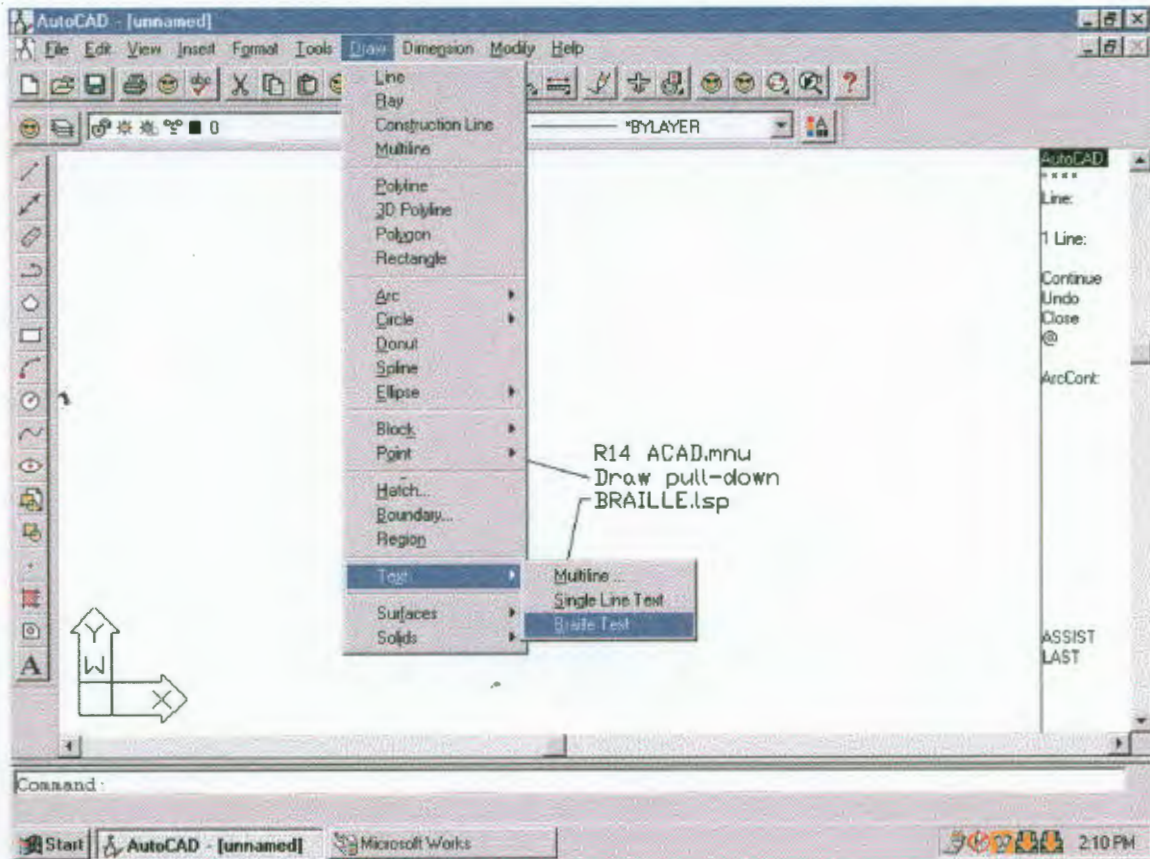 AutoCAD - [unnamed]
File Edit View Insert Format Tools Draw Dimension Modify Help
abc
?
0
*BYLAYER
Line
Ray
Construction Line
Multiline
Polyline
3D Polyline
Polygon
Rectangle
Arc
Circle
Donut
Spline
Ellipse
Block
Point
Hatch...
Boundary...
Region
Text
Surfaces
Solids
Multiline ...
Single Line Text
Braille Text
R14 ACAD.mnu
Draw pull-down
BRAILLE.lsp
AutoCAD
* * * *
Line:
1 Line:
Continue
Undo
Close
@
ArcCont:
ASSIST
LAST
A
Y
W
X
Command:
Start AutoCAD - [unnamed] Microsoft Works 2:10 PM